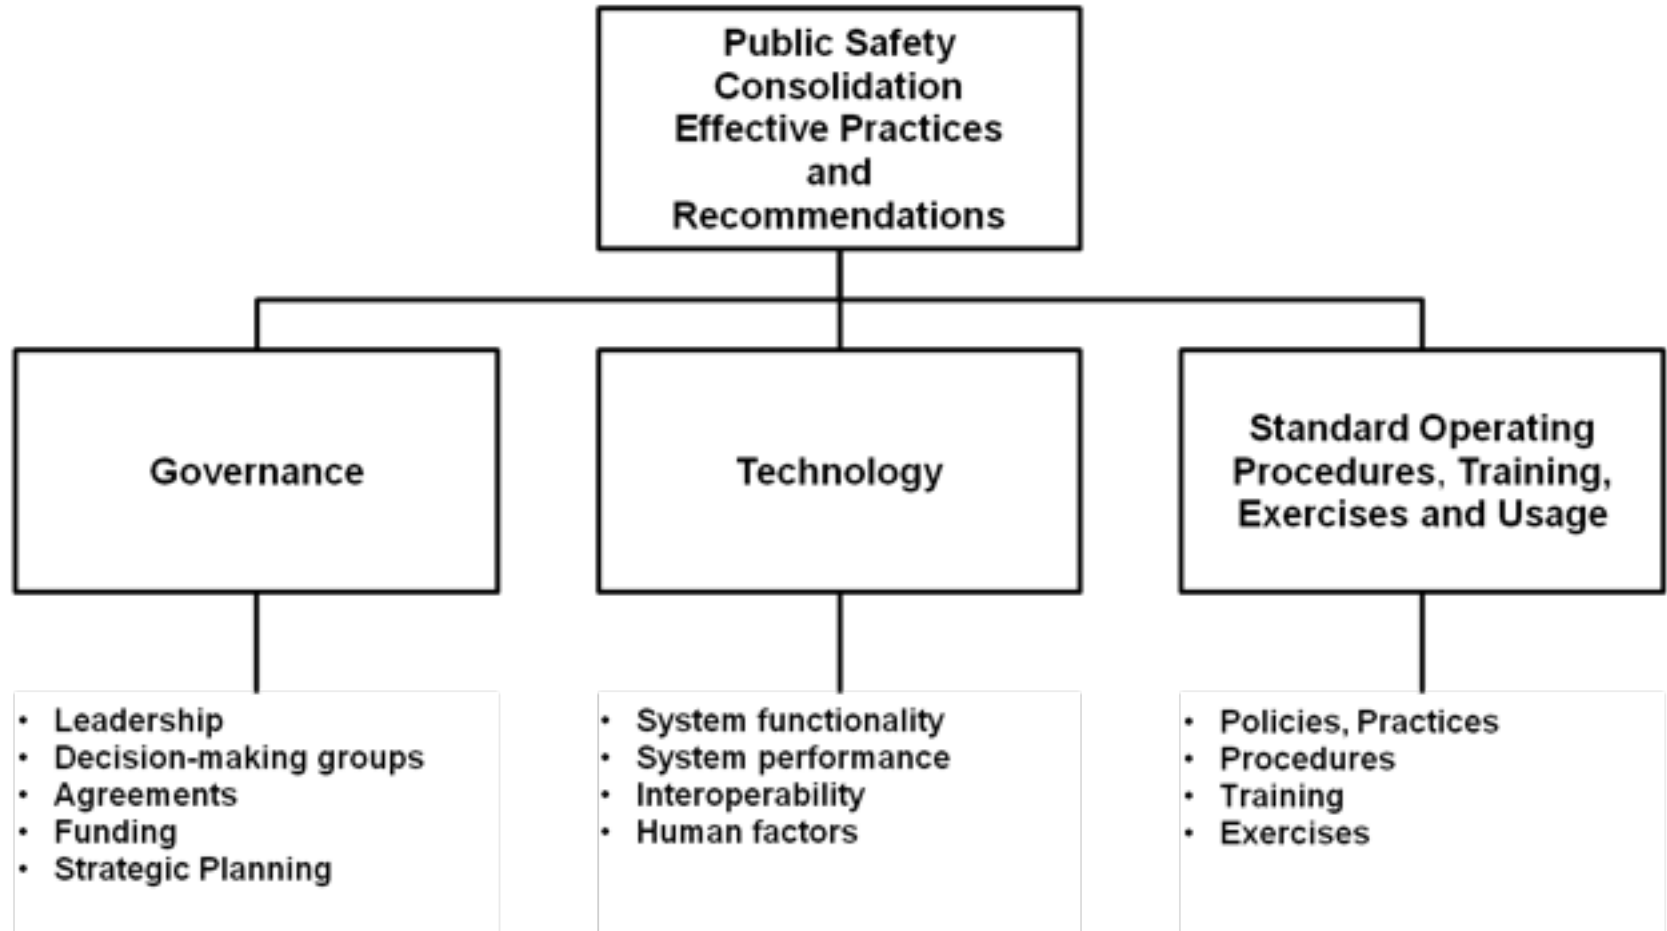 Public Safety
Consolidation
Effective Practices
and
Recommendations
Governance
Technology
Standard Operating
Procedures, Training,
Exercises and Usage
• Leadership
• Decision-making groups
• Agreements
• Funding
• Strategic Planning
• System functionality
• System performance
• Interoperability
• Human factors
• Policies, Practices
• Procedures
• Training
• Exercises